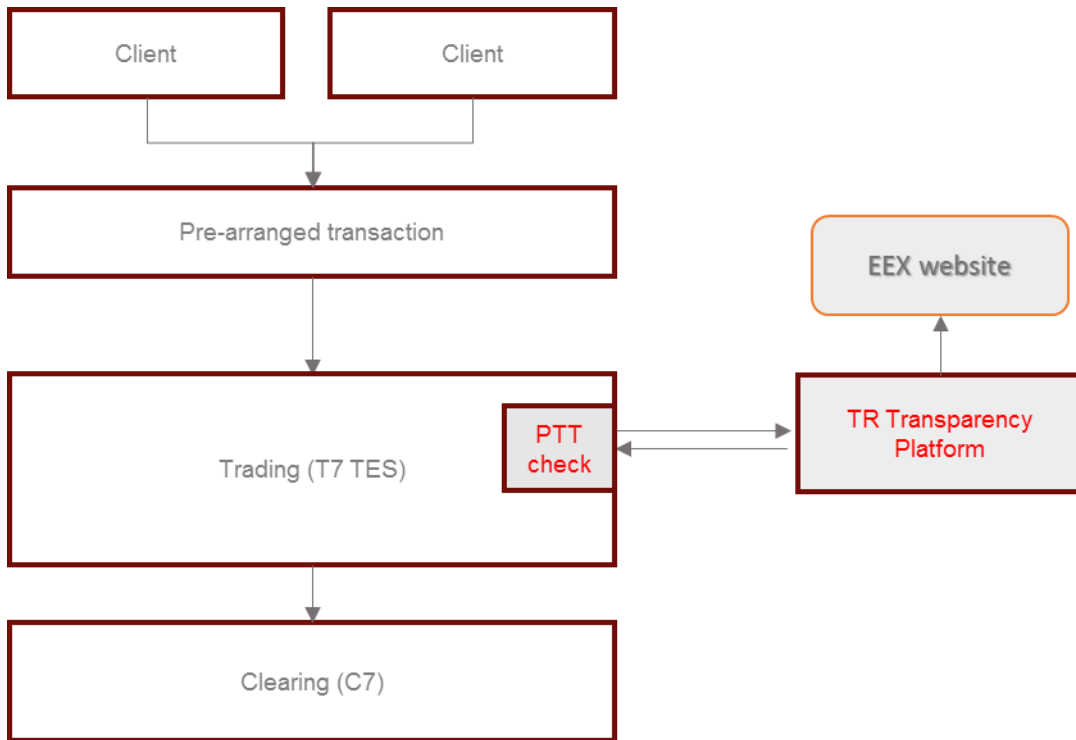 Client
Client
Pre-arranged transaction
EEX website
Trading (T7 TES)
PTT
check
TR Transparency
Platform
Clearing (C7)